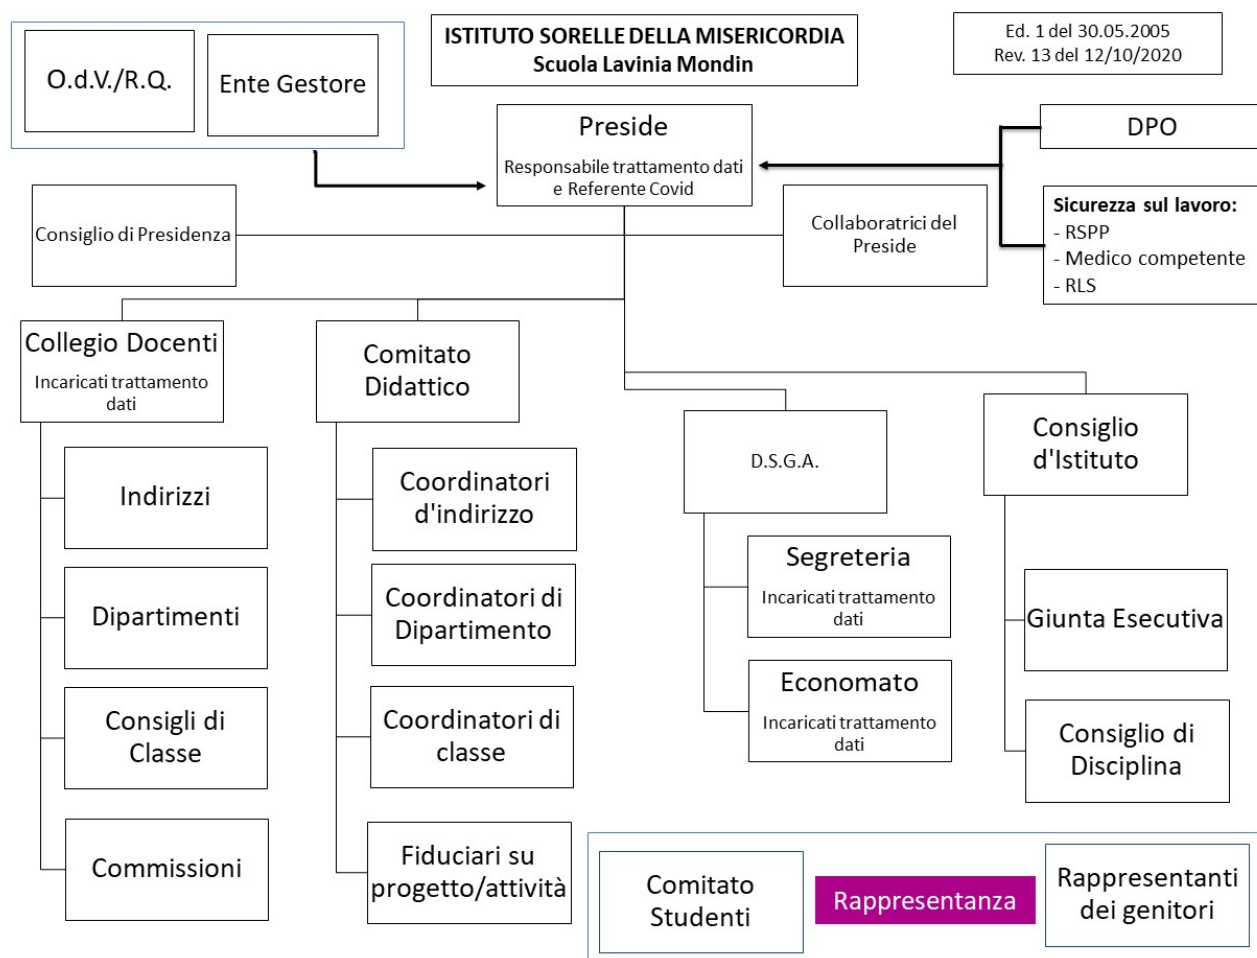 O.d.V./R.Q.
Ente Gestore
ISTITUTO SORELLE DELLA MISERICORDIA
Scuola Lavinia Mondin
Ed. 1 del 30.05.2005
Rev. 13 del 12/10/2020
Preside
Responsabile trattamento dati
e Referente Covid
DPO
Sicurezza sul lavoro:
- RSPP
- Medico competente
- RLS
Consiglio di Presidenza
Collaboratrici del
Preside
Collegio Docenti
Incaricati trattamento
dati
Comitato
Didattico
D.S.G.A.
Consiglio
d'Istituto
Indirizzi
Dipartimenti
Consigli di
Classe
Commissioni
Coordinatori
d'indirizzo
Coordinatori di
Dipartimento
Coordinatori di
classe
Fiduciari su
progetto/attività
Segreteria
Incaricati trattamento
dati
Economato
Incaricati trattamento
dati
Giunta Esecutiva
Consiglio di
Disciplina
Comitato
Studenti
Rappresentanza
Rappresentanti
dei genitori